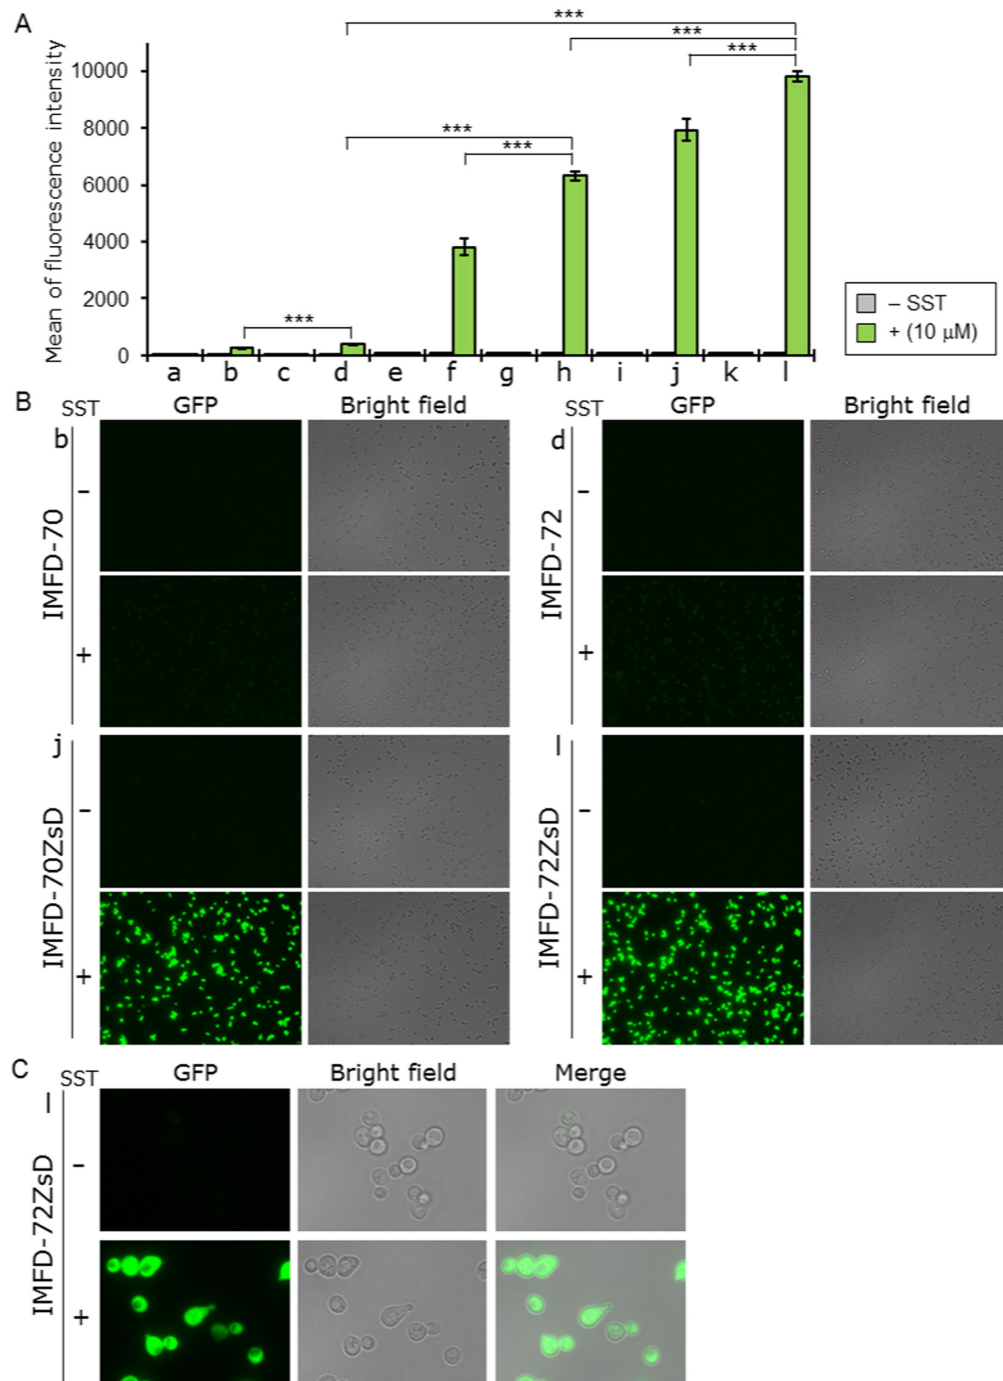 A
Mean of fluorescence intensity
10000
8000
6000
4000
2000
0
***
***
***
***
***
***
a b c d e f g h i j k l
– SST
+ (10 µM)
B
SST GFP Bright field
SST GFP Bright field
b
IMFD-70
–
+
d
IMFD-72
–
+
j
IMFD-70ZsD
–
+
l
IMFD-72ZsD
–
+
C
SST GFP Bright field Merge
l
IMFD-72ZsD
–
+